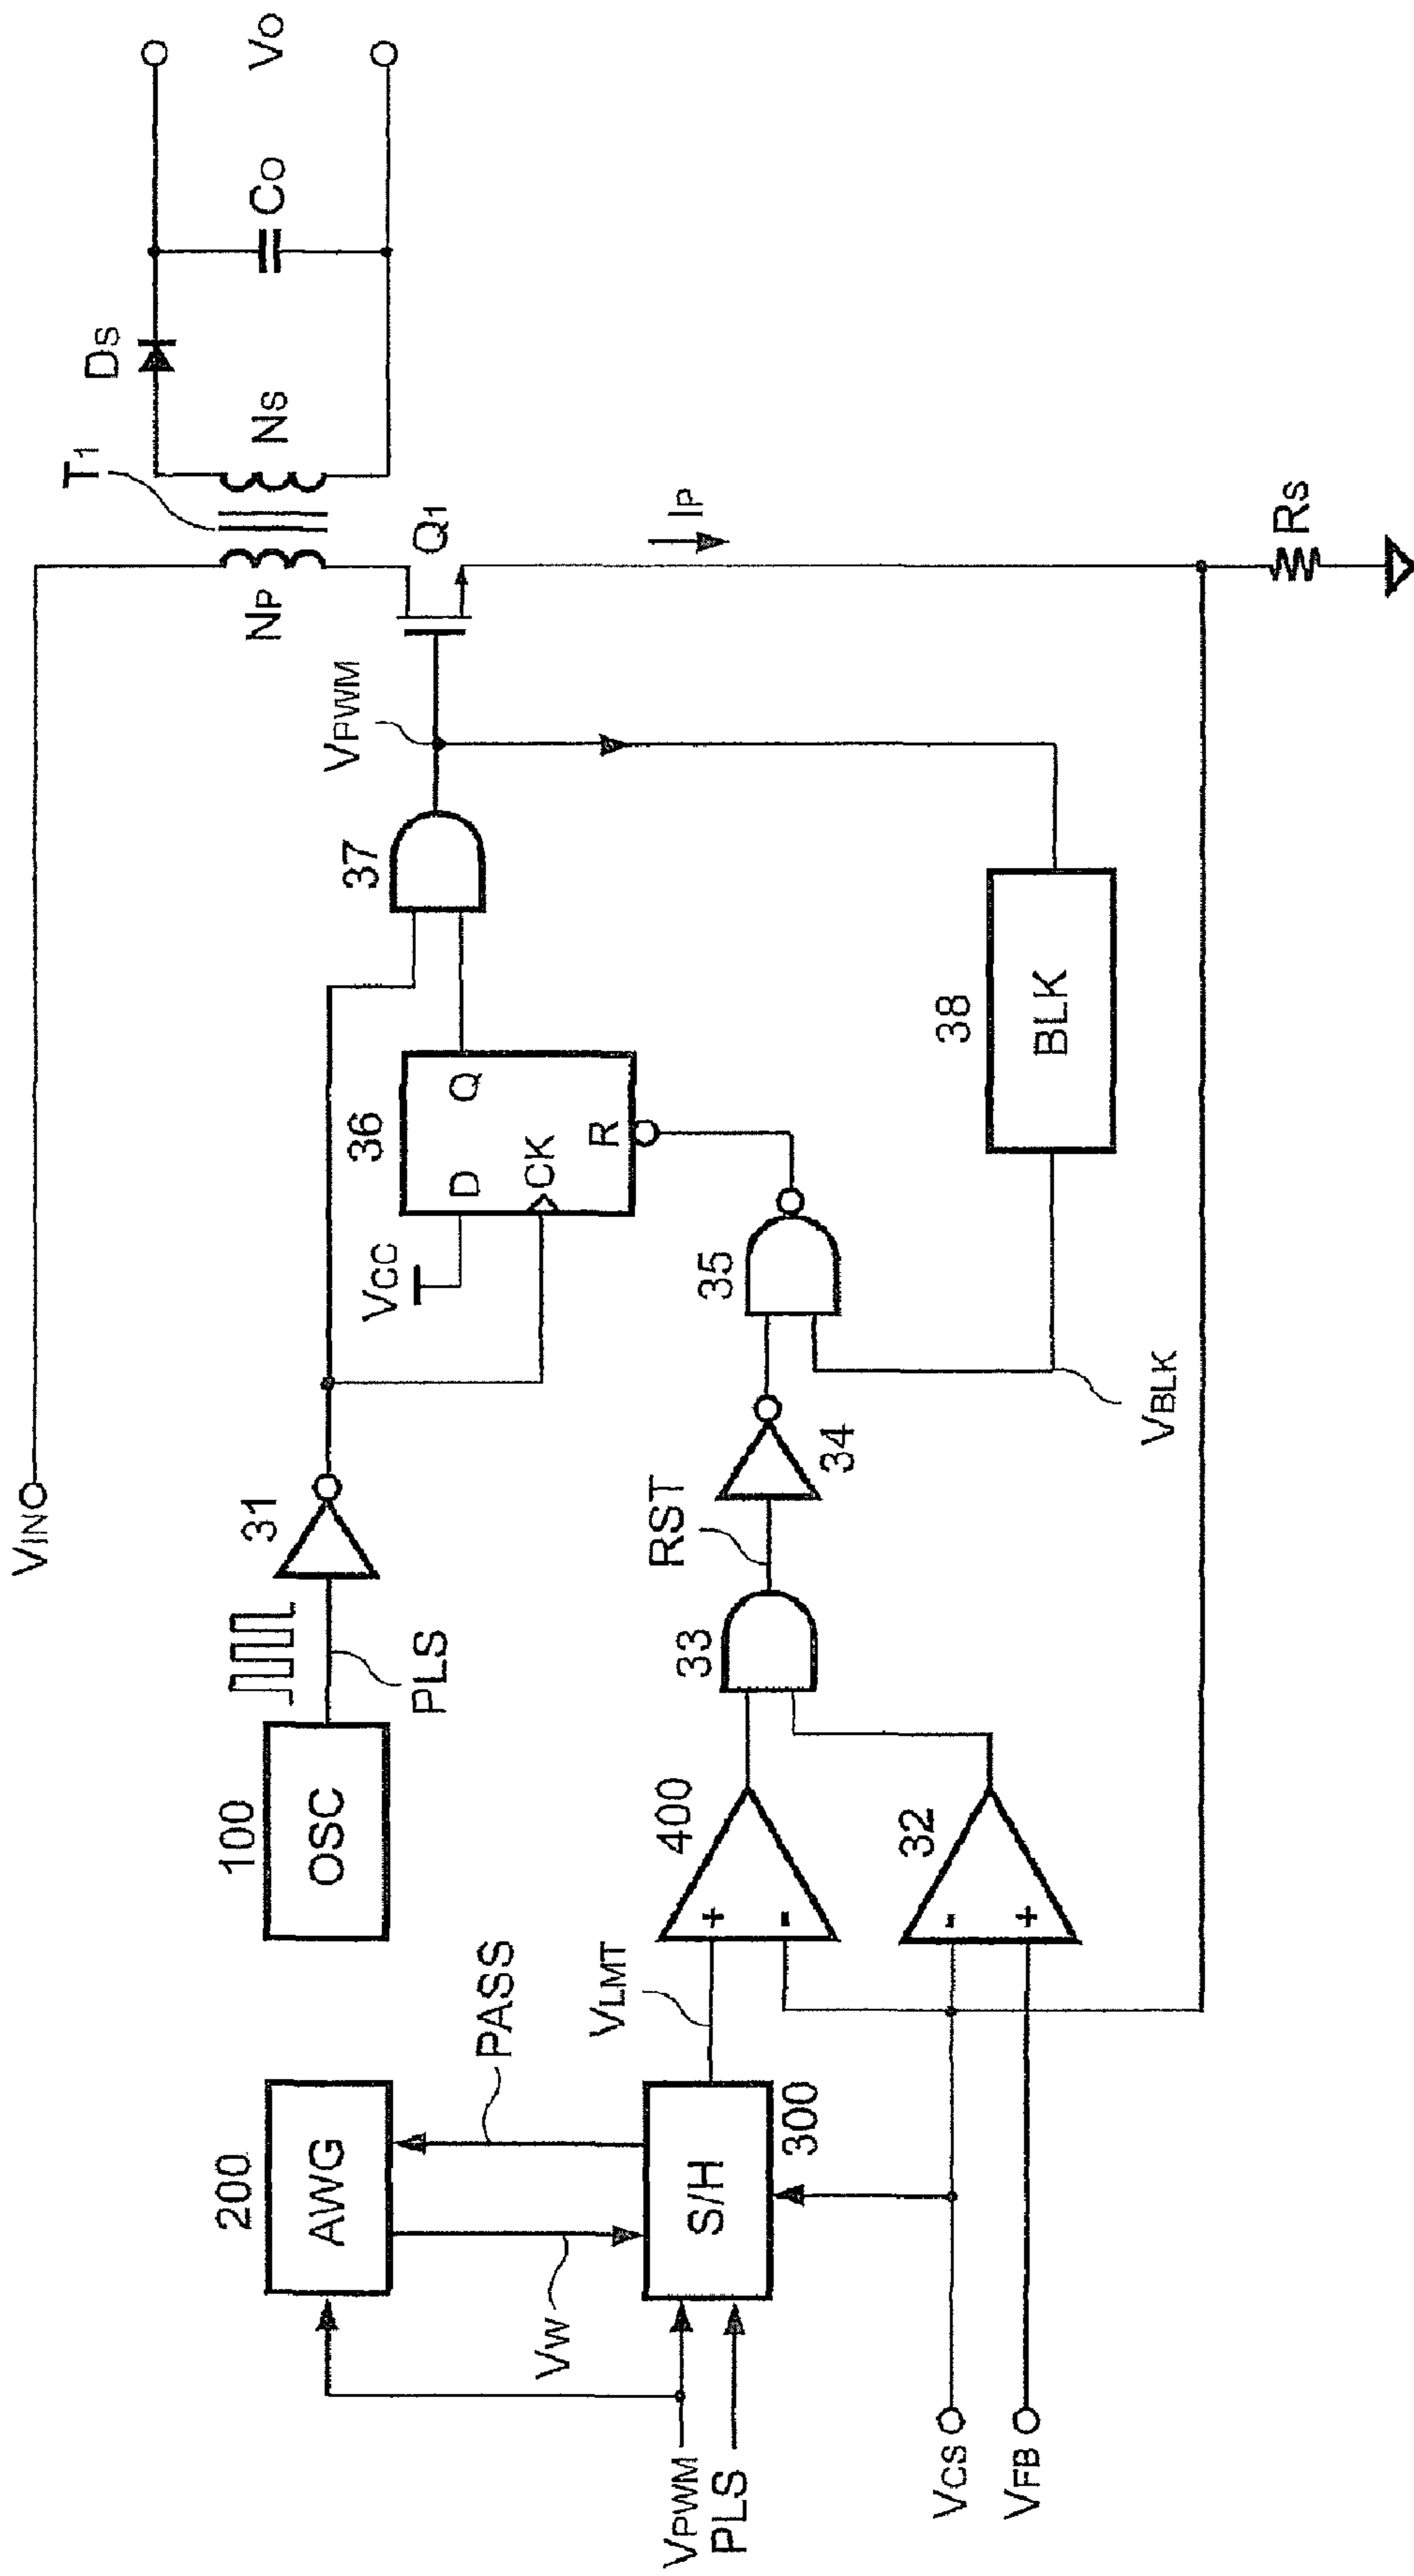 VIN
T1
NP
NS
DS
CO
VO
Q1
IP
RS
100
OSC
PLS
31
VCC
36
D
Q
CK
R
37
VPWM
200
AWG
VW
PASS
VPWM
PLS
S/H
300
VLMT
400
+
-
32
-
+
VCS
VFB
33
RST
34
35
VBLK
38
BLK